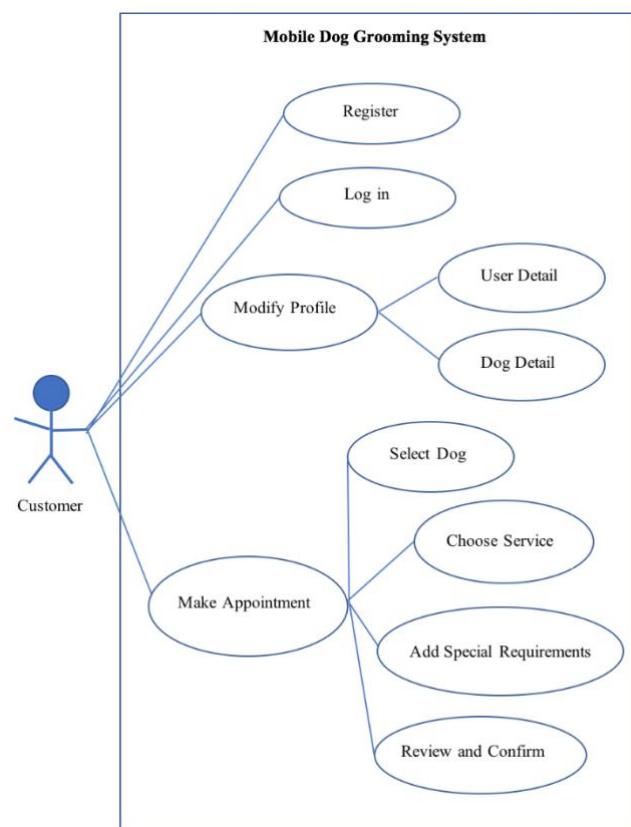 Mobile Dog Grooming System
Register
Log in
User Detail
Modify Profile
Dog Detail
Select Dog
Customer
Choose Service
Make Appointment
Add Special Requirements
Review and Confirm